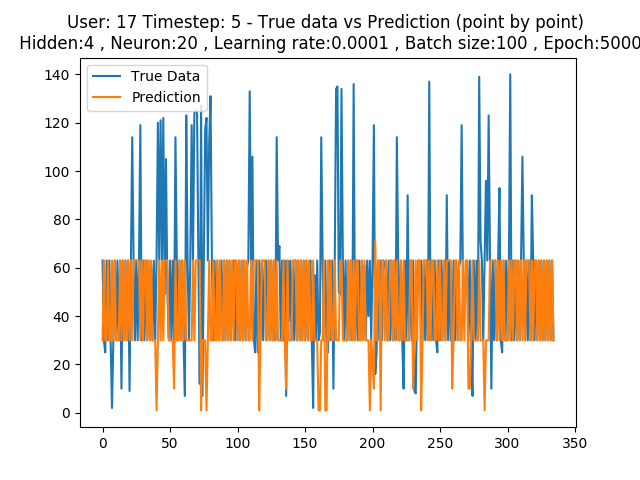 User: 17 Timestep: 5 - True data vs Prediction (point by point)
Hidden:4 , Neuron:20 , Learning rate:0.0001 , Batch size:100 , Epoch:5000
True Data
Prediction
140
120
100
80
60
40
20
0
0 50 100 150 200 250 300 350